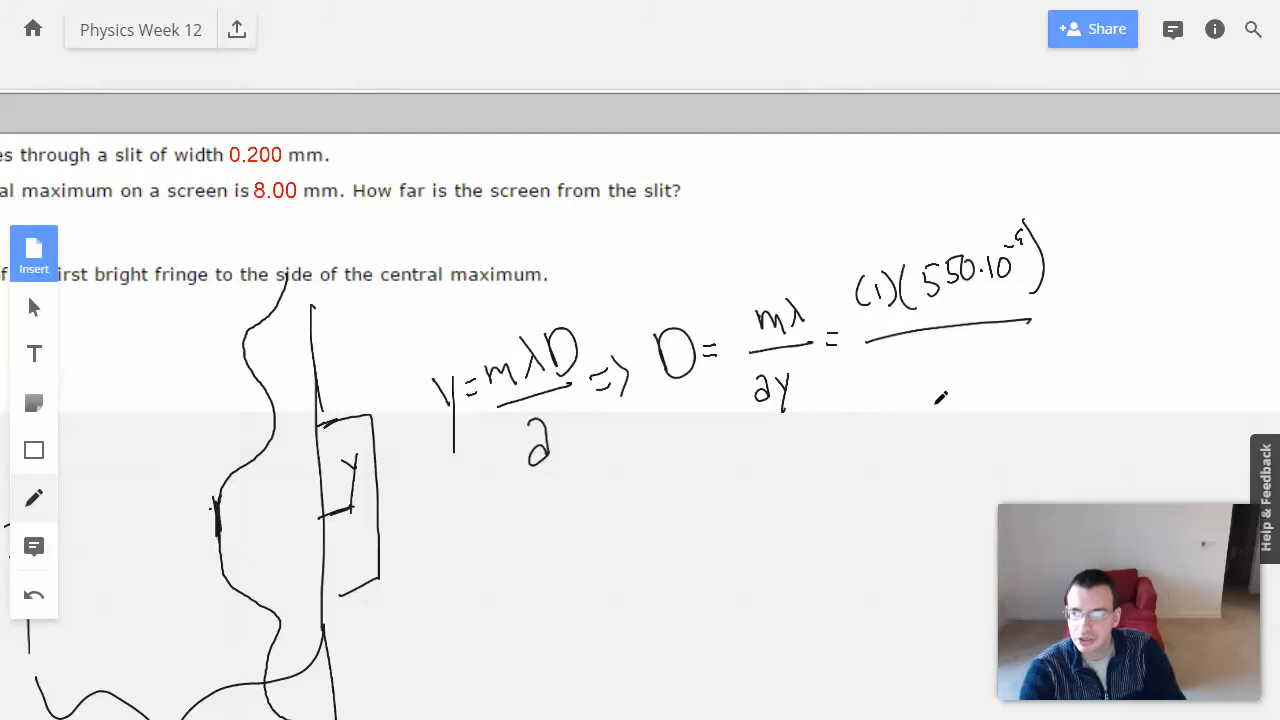 Physics Week 12
Share
es through a slit of width 0.200 mm.
al maximum on a screen is 8.00 mm. How far is the screen from the slit?
Insert
irst bright fringe to the side of the central maximum.
y = mλD / a => D = mλ / ay = (1)(550·10⁻⁹)
y
T
Help & Feedback